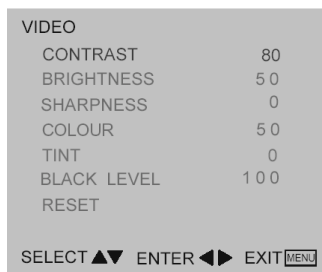 VIDEO
CONTRAST 80
BRIGHTNESS 50
SHARPNESS 0
COLOUR 50
TINT 0
BLACK LEVEL 100
RESET
SELECT ▲▼ ENTER ◀▶ EXIT MENU